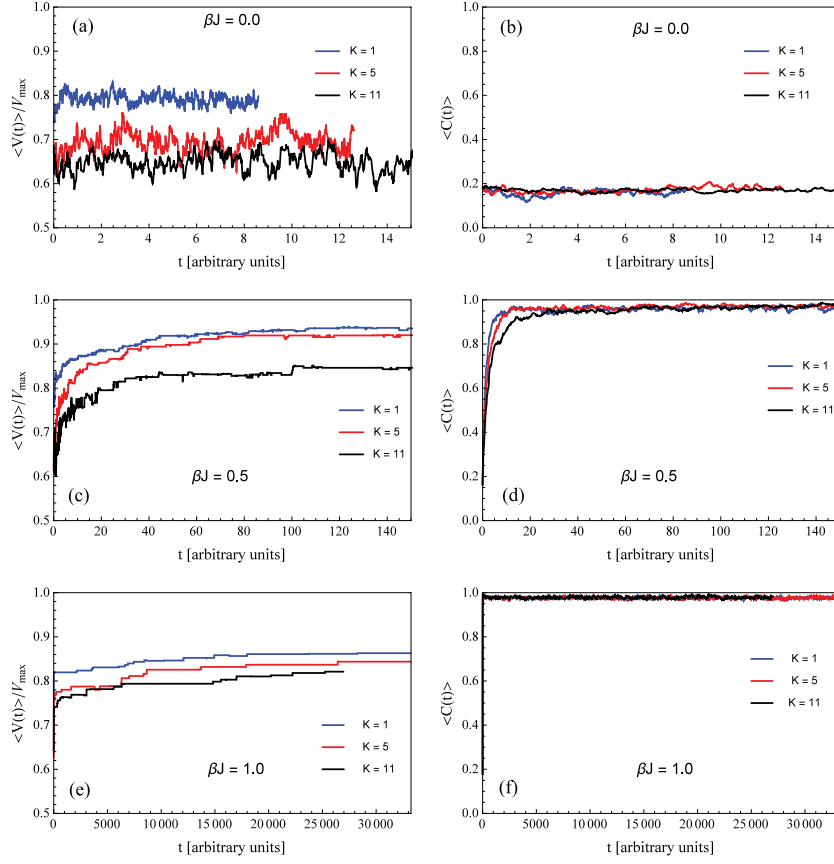 (a)
βJ = 0.0
K = 1
K = 5
K = 11
<V(t)>/Vmax
1.0
0.9
0.8
0.7
0.6
0.5
0 2 4 6 8 10 12 14
t [arbitrary units]
(b)
βJ = 0.0
K = 1
K = 5
K = 11
<C(t)>
1.0
0.8
0.6
0.4
0.2
0.0
0 2 4 6 8 10 12 14
t [arbitrary units]
<V(t)>/Vmax
1.0
0.9
0.8
0.7
0.6
0.5
K = 1
K = 5
K = 11
(c)
βJ = 0.5
0 20 40 60 80 100 120 140
t [arbitrary units]
<C(t)>
1.0
0.8
0.6
0.4
0.2
0.0
K = 1
K = 5
K = 11
(d)
βJ = 0.5
0 20 40 60 80 100 120 140
t [arbitrary units]
<V(t)>/Vmax
1.0
0.9
0.8
0.7
0.6
0.5
K = 1
K = 5
K = 11
(e)
βJ = 1.0
0 5000 10 000 15 000 20 000 25 000 30 000
t [arbitrary units]
<C(t)>
1.0
0.8
0.6
0.4
0.2
0.0
K = 1
K = 5
K = 11
(f)
βJ = 1.0
0 5000 10 000 15 000 20 000 25 000 30 000
t [arbitrary units]